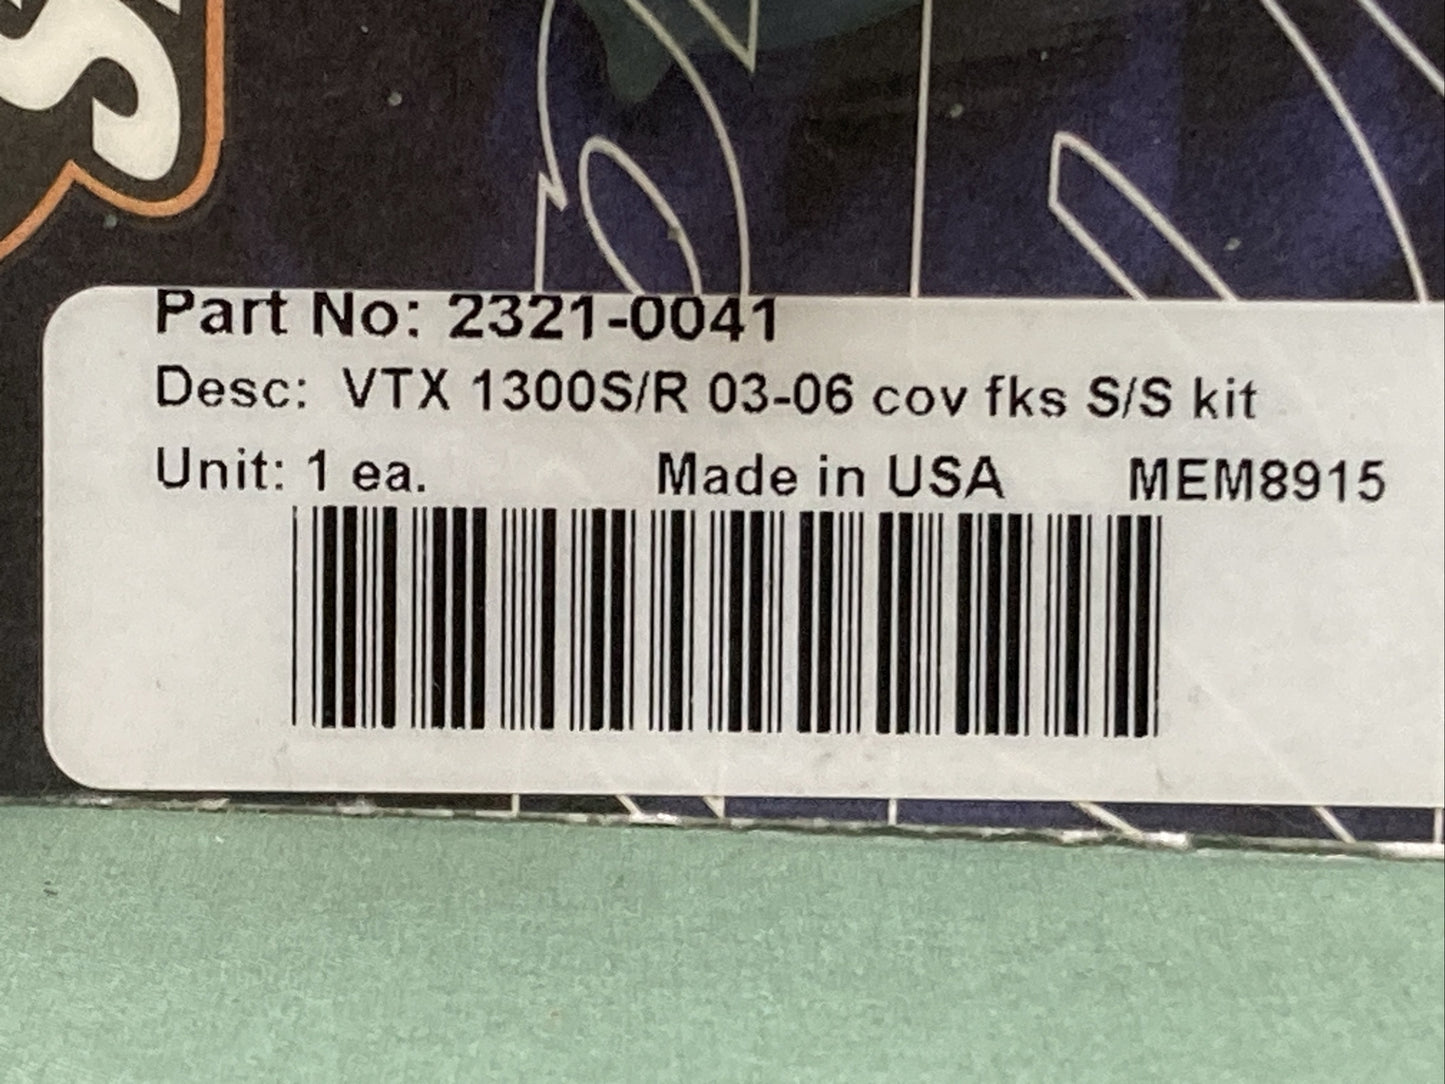 Part No: 2321-0041
Desc: VTX 1300S/R 03-06 cov fks S/S kit
Unit: 1 ea. Made in USA MEM8915